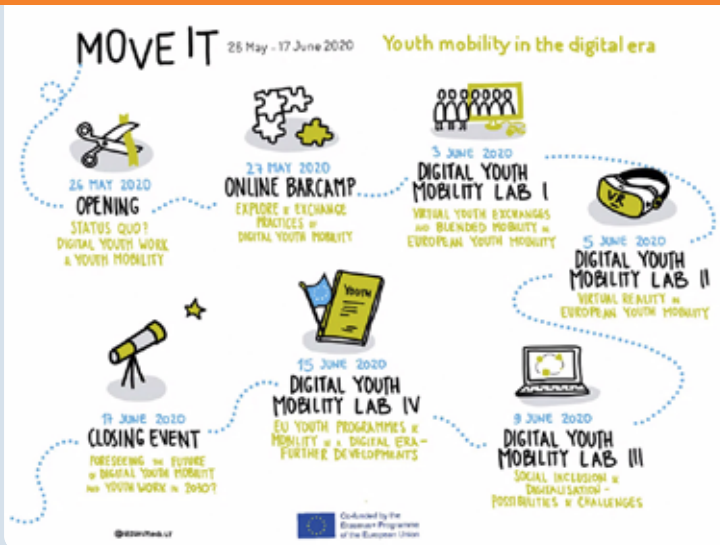 MOVE IT 26 May - 17 June 2020 Youth mobility in the digital era
26 MAY 2020
OPENING
STATUS QUO?
DIGITAL YOUTH WORK
& YOUTH MOBILITY
27 MAY 2020
ONLINE BARCAMP
EXPLORE & EXCHANGE
PRACTICES OF
DIGITAL YOUTH MOBILITY
3 JUNE 2020
DIGITAL YOUTH
MOBILITY LAB I
VIRTUAL YOUTH EXCHANGES
AND BLENDED MOBILITY IN
EUROPEAN YOUTH MOBILITY
VR
5 JUNE 2020
DIGITAL YOUTH
MOBILITY LAB II
VIRTUAL REALITY IN
EUROPEAN YOUTH MOBILITY
9 JUNE 2020
DIGITAL YOUTH
MOBILITY LAB III
SOCIAL INCLUSION &
DIGITALISATION -
POSSIBILITIES & CHALLENGES
YOUTH
15 JUNE 2020
DIGITAL YOUTH
MOBILITY LAB IV
EU YOUTH PROGRAMMES &
MOBILITY IN A DIGITAL ERA -
FURTHER DEVELOPMENTS
17 JUNE 2020
CLOSING EVENT
FORESEEING THE FUTURE
OF DIGITAL YOUTH MOBILITY
AND YOUTH WORK IN 2030?
Co-funded by the
Erasmus+ Programme
of the European Union